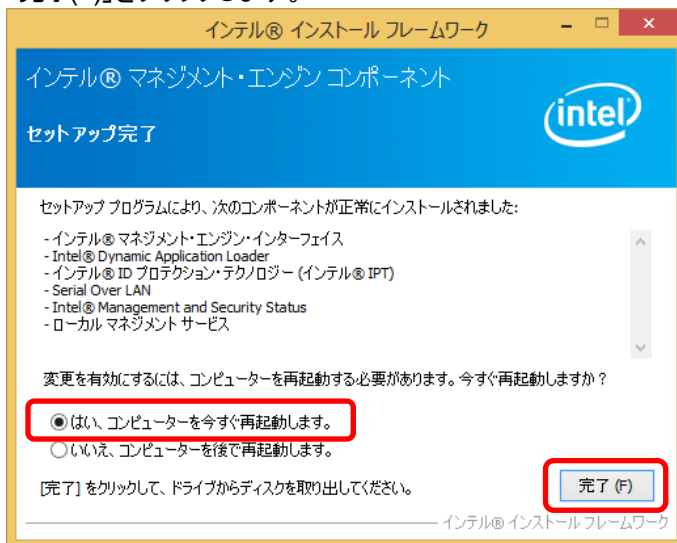 完了(F)」をクリックします。
インテル® インストール フレームワーク
インテル® マネジメント・エンジン コンポーネント
intel
セットアップ完了
セットアップ プログラムにより、次のコンポーネントが正常にインストールされました:
- インテル® マネジメント・エンジン・インターフェイス
- Intel® Dynamic Application Loader
- インテル® ID プロテクション・テクノロジー (インテル® IPT)
- Serial Over LAN
- Intel® Management and Security Status
- ローカル マネジメント サービス
変更を有効にするには、コンピューターを再起動する必要があります。今すぐ再起動しますか?
はい、コンピューターを今すぐ再起動します。
いいえ、コンピューターを後で再起動します。
[完了] をクリックして、ドライブからディスクを取り出してください。
完了 (F)
インテル® インストール フレームワーク